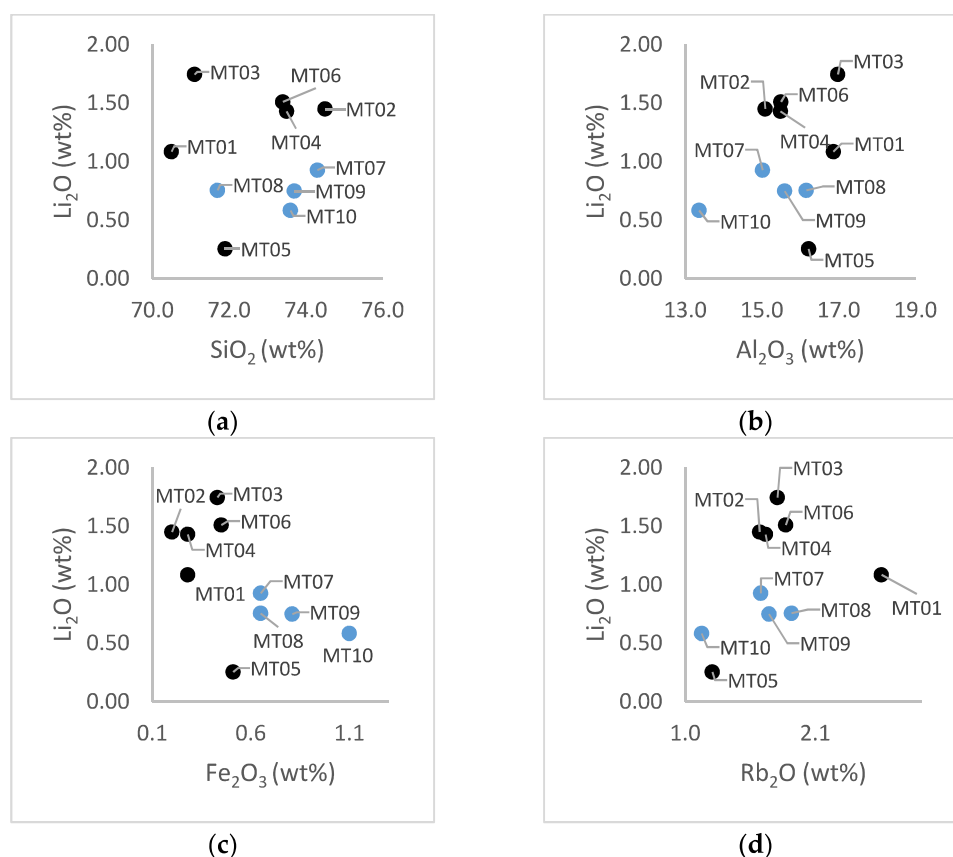 2.00
1.50
1.00
0.50
0.00
Li₂O (wt%)
MT03
MT06
MT02
MT04
MT01
MT07
MT08
MT09
MT10
MT05
70.0 72.0 74.0 76.0
SiO₂ (wt%)
(a)
2.00
1.50
1.00
0.50
0.00
Li₂O (wt%)
MT03
MT02
MT06
MT04
MT01
MT07
MT08
MT09
MT10
MT05
13.0 15.0 17.0 19.0
Al₂O₃ (wt%)
(b)
2.00
1.50
1.00
0.50
0.00
Li₂O (wt%)
MT02
MT03
MT06
MT04
MT01
MT07
MT09
MT08
MT10
MT05
0.1 0.6 1.1
Fe₂O₃ (wt%)
(c)
2.00
1.50
1.00
0.50
0.00
Li₂O (wt%)
MT03
MT02
MT06
MT04
MT07
MT01
MT08
MT09
MT10
MT05
1.0 2.1
Rb₂O (wt%)
(d)